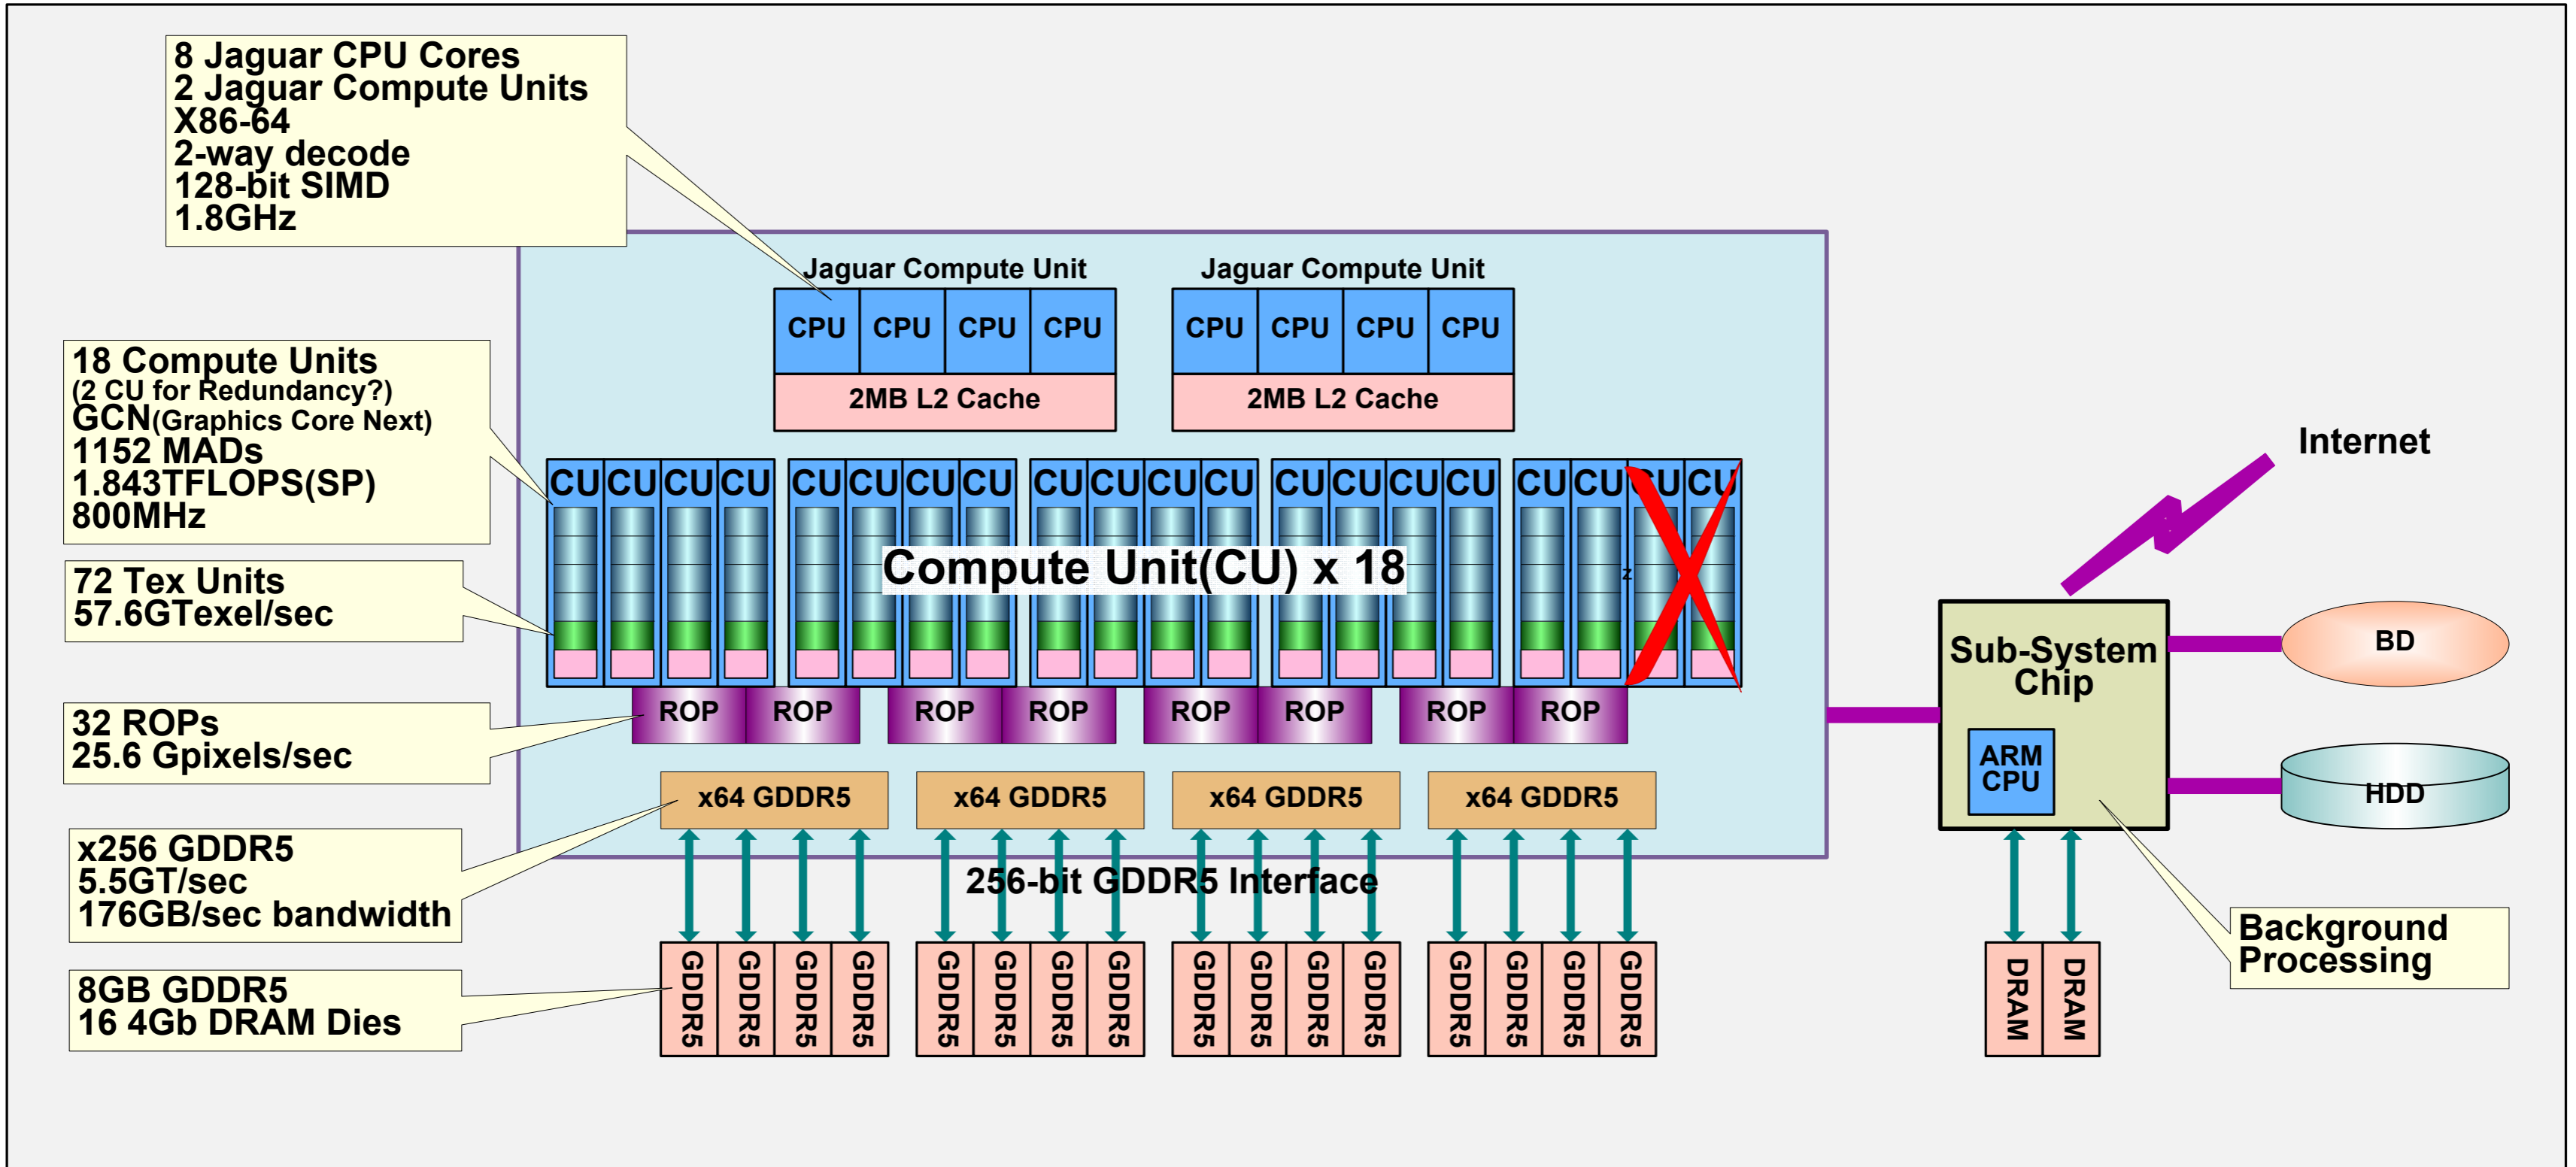 8 Jaguar CPU Cores
2 Jaguar Compute Units
X86-64
2-way decode
128-bit SIMD
1.8GHz
Jaguar Compute Unit
Jaguar Compute Unit
CPU CPU CPU CPU
CPU CPU CPU CPU
2MB L2 Cache
2MB L2 Cache
18 Compute Units
(2 CU for Redundancy?)
GCN(Graphics Core Next)
1152 MADs
1.843TFLOPS(SP)
800MHz
CU CU CU CU
CU CU CU CU
CU CU CU CU
CU CU CU CU
CU CU CU CU
Compute Unit(CU) x 18
z
72 Tex Units
57.6GTexel/sec
32 ROPs
25.6 Gpixels/sec
ROP ROP
ROP ROP
ROP ROP
ROP ROP
x64 GDDR5
x64 GDDR5
x64 GDDR5
x64 GDDR5
x256 GDDR5
5.5GT/sec
176GB/sec bandwidth
256-bit GDDR5 Interface
8GB GDDR5
16 4Gb DRAM Dies
GDDR5 GDDR5 GDDR5 GDDR5
GDDR5 GDDR5 GDDR5 GDDR5
GDDR5 GDDR5 GDDR5 GDDR5
GDDR5 GDDR5 GDDR5 GDDR5
Internet
Sub-System
Chip
ARM
CPU
BD
HDD
DRAM DRAM
Background
Processing